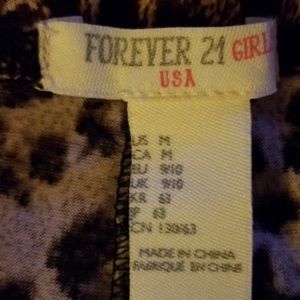 FOREVER 21 GIRL
USA
US M
CA M
EU 9/10
UK 9/10
KR 63
JP 63
CN 130/63
MADE IN CHINA
FABRIQUÉ EN CHINE